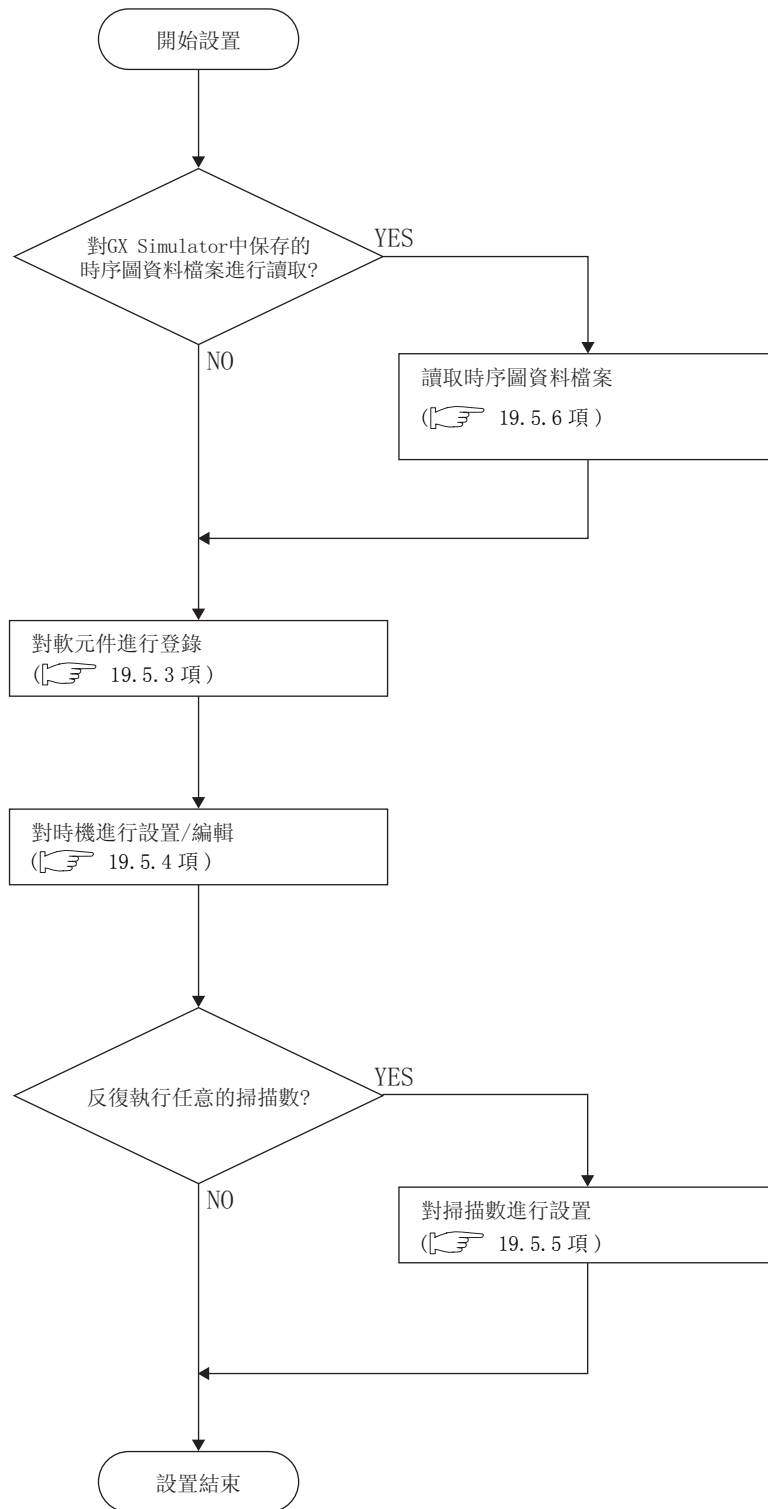 開始設置
對GX Simulator中保存的
時序圖資料檔案進行讀取?
YES
NO
讀取時序圖資料檔案
( 19.5.6 項 )
對軟元件進行登錄
( 19.5.3 項 )
對時機進行設置/編輯
( 19.5.4 項 )
反復執行任意的掃描數?
YES
NO
對掃描數進行設置
( 19.5.5 項 )
設置結束